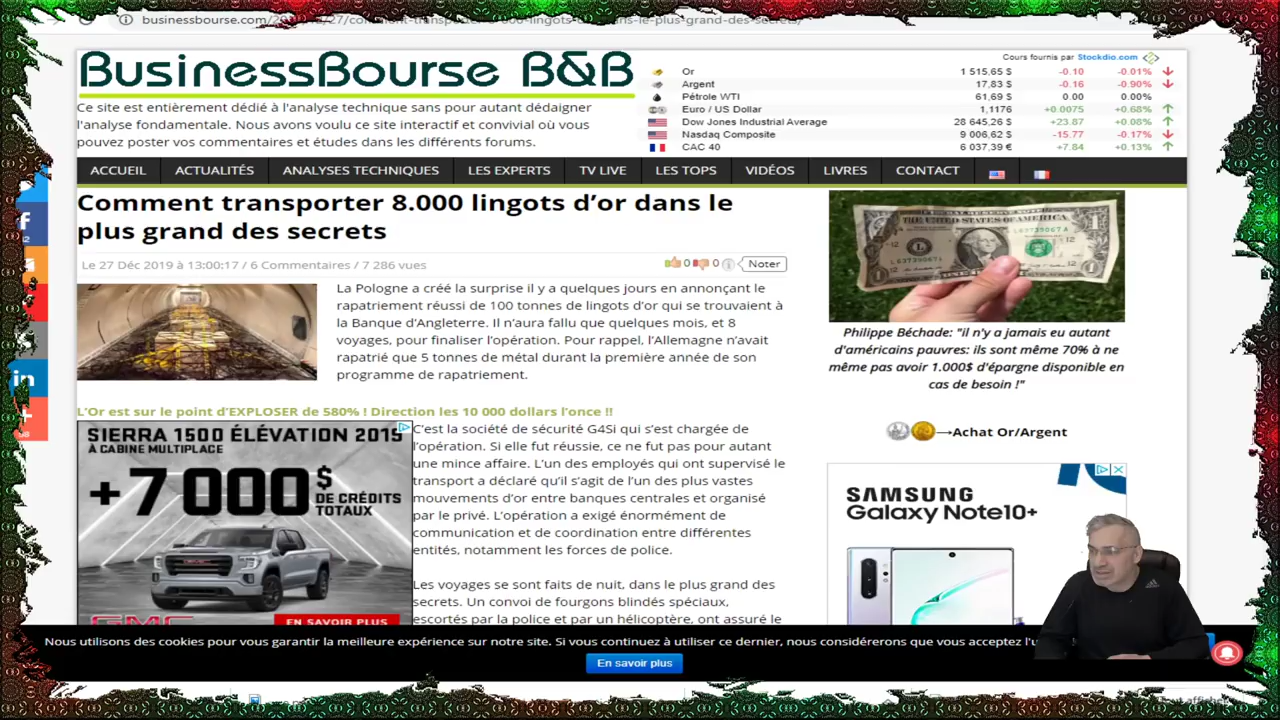 businessbourse.com/
BusinessBourse B&B
Ce site est entièrement dédié à l'analyse technique sans pour autant dédaigner
l'analyse fondamentale. Nous avons voulu ce site interactif et convivial où vous
pouvez poster vos commentaires et études dans les différents forums.
Cours fournis par Stockdio.com
Or 1 515,65 $ -0.10 -0.01%
Argent 17,83 $ -0.16 -0.90%
Pétrole WTI 61,69 $ 0.00 0.00%
Euro / US Dollar 1,1176 +0.0075 +0.68%
Dow Jones Industrial Average 28 645,26 $ +23.87 +0.08%
Nasdaq Composite 9 006,62 $ -15.77 -0.17%
CAC 40 6 037,39 € +7.84 +0.13%
ACCUEIL ACTUALITÉS ANALYSES TECHNIQUES LES EXPERTS TV LIVE LES TOPS VIDÉOS LIVRES CONTACT
Comment transporter 8.000 lingots d'or dans le
plus grand des secrets
Le 27 Déc 2019 à 13:00:17 / 6 Commentaires / 7 286 vues
0 0 Noter
La Pologne a créé la surprise il y a quelques jours en annonçant le
rapatriement réussi de 100 tonnes de lingots d'or qui se trouvaient à
la Banque d'Angleterre. Il n'aura fallu que quelques mois, et 8
voyages, pour finaliser l'opération. Pour rappel, l'Allemagne n'avait
rapatrié que 5 tonnes de métal durant la première année de son
programme de rapatriement.
L'Or est sur le point d'EXPLOSER de 580% ! Direction les 10 000 dollars l'once !!
SIERRA 1500 ÉLÉVATION 2019
À CABINE MULTIPLACE
+7 000 $
DE CRÉDITS
TOTAUX
GMC
EN SAVOIR PLUS
C'est la société de sécurité G4Si qui s'est chargée de
l'opération. Si elle fut réussie, ce ne fut pas pour autant
une mince affaire. L'un des employés qui ont supervisé le
transport a déclaré qu'il s'agit de l'un des plus vastes
mouvements d'or entre banques centrales et organisé
par le privé. L'opération a exigé énormément de
communication et de coordination entre différentes
entités, notamment les forces de police.
Les voyages se sont faits de nuit, dans le plus grand des
secrets. Un convoi de fourgons blindés spéciaux,
escortés par la police et par un hélicoptère, ont assuré le
THE UNITED STATES OF AMERICA
Philippe Béchade: "il n'y a jamais eu autant
d'américains pauvres: ils sont même 70% à ne
même pas avoir 1.000$ d'épargne disponible en
cas de besoin !"
→Achat Or/Argent
SAMSUNG
Galaxy Note10+
adidas
Nous utilisons des cookies pour vous garantir la meilleure expérience sur notre site. Si vous continuez à utiliser ce dernier, nous considérerons que vous acceptez
En savoir plus